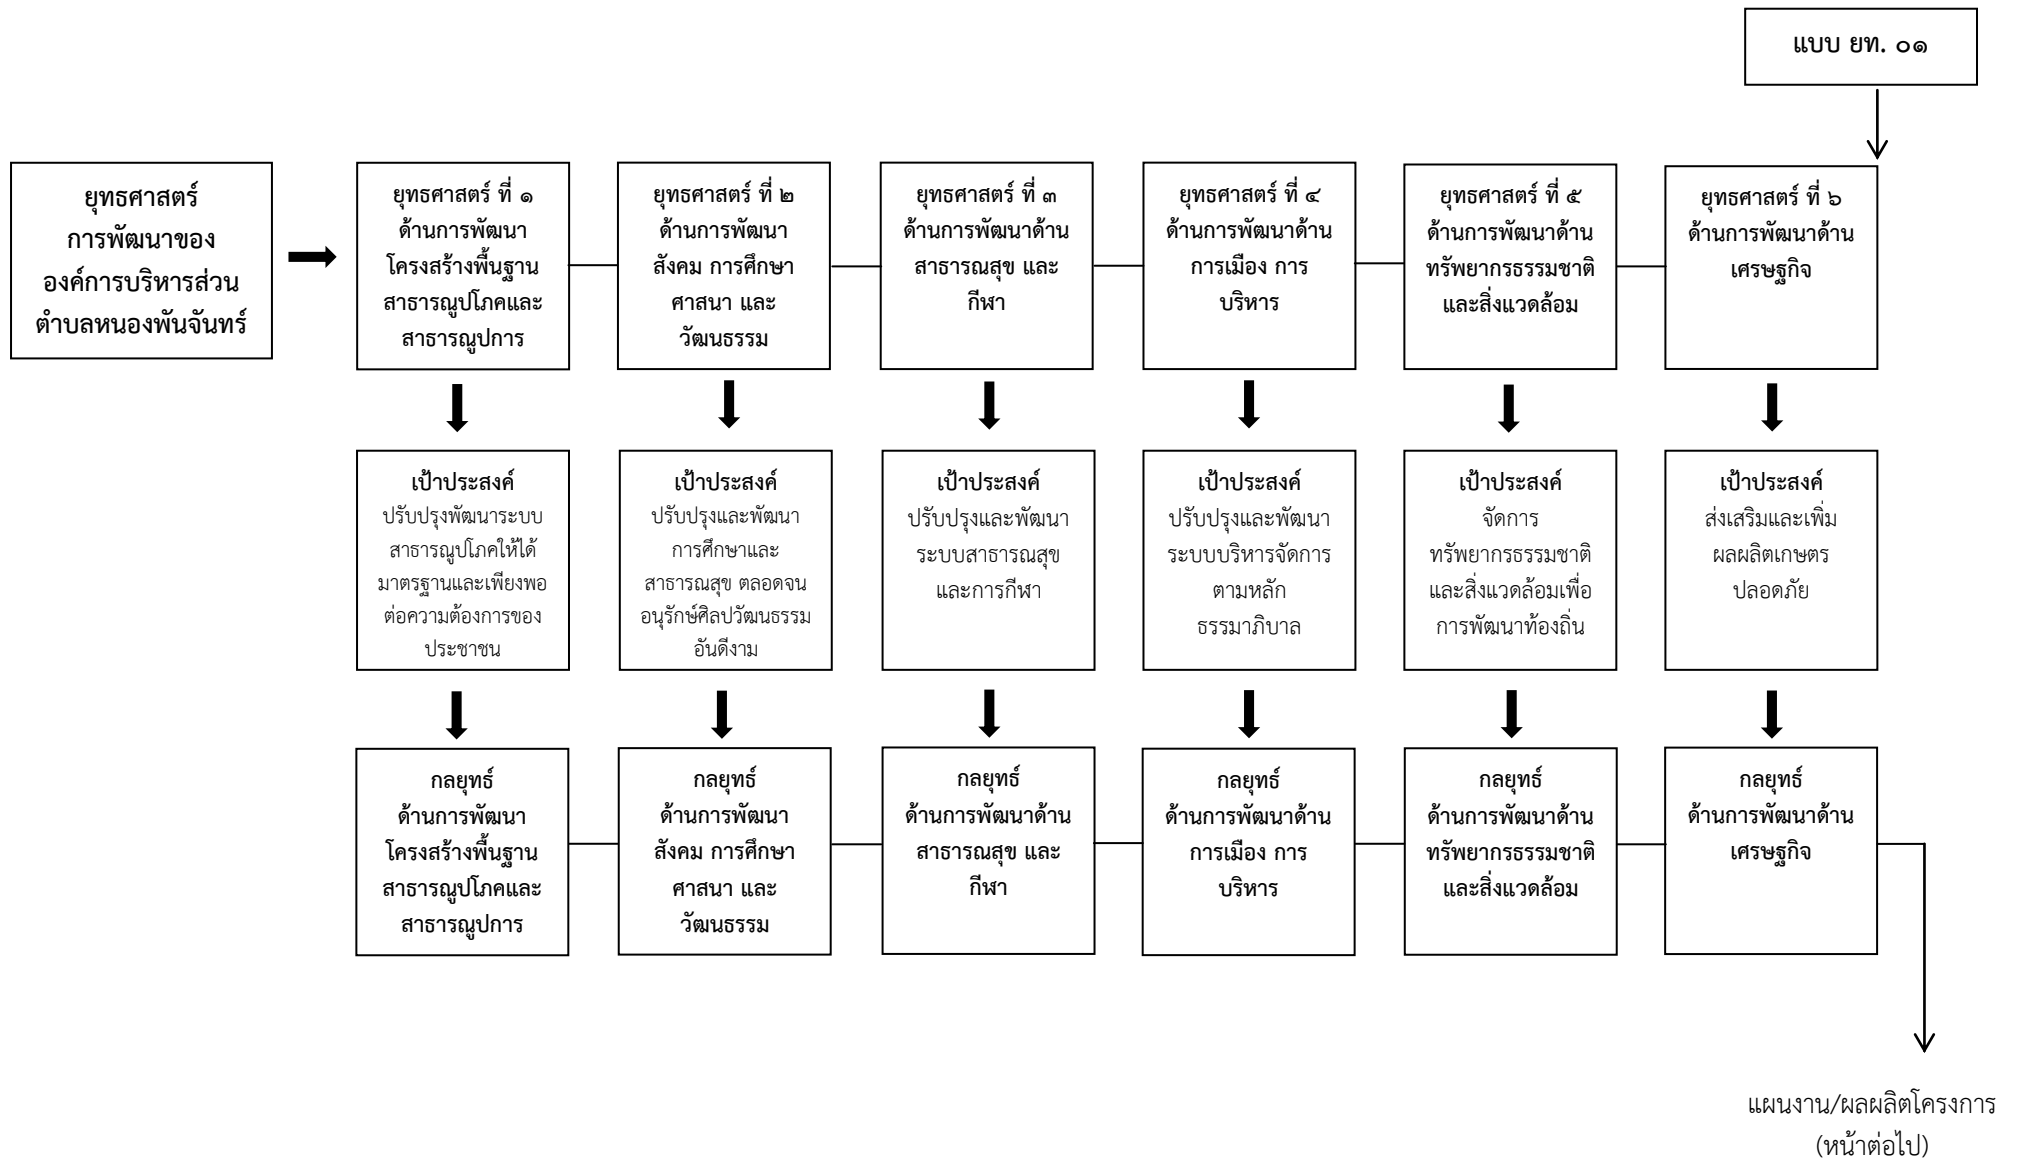 แบบ ยท. ๐๑
ยุทธศาสตร์
การพัฒนาของ
องค์การบริหารส่วน
ตำบลหนองพันจันทร์
ยุทธศาสตร์ ที่ ๑
ด้านการพัฒนา
โครงสร้างพื้นฐาน
สาธารณูปโภคและ
สาธารณูปการ
ยุทธศาสตร์ ที่ ๒
ด้านการพัฒนา
สังคม การศึกษา
ศาสนา และ
วัฒนธรรม
ยุทธศาสตร์ ที่ ๓
ด้านการพัฒนาด้าน
สาธารณสุข และ
กีฬา
ยุทธศาสตร์ ที่ ๔
ด้านการพัฒนาด้าน
การเมือง การ
บริหาร
ยุทธศาสตร์ ที่ ๕
ด้านการพัฒนาด้าน
ทรัพยากรธรรมชาติ
และสิ่งแวดล้อม
ยุทธศาสตร์ ที่ ๖
ด้านการพัฒนาด้าน
เศรษฐกิจ
เป้าประสงค์
ปรับปรุงพัฒนาระบบ
สาธารณูปโภคให้ได้
มาตรฐานและเพียงพอ
ต่อความต้องการของ
ประชาชน
เป้าประสงค์
ปรับปรุงและพัฒนา
การศึกษาและ
สาธารณสุข ตลอดจน
อนุรักษ์ศิลปวัฒนธรรม
อันดีงาม
เป้าประสงค์
ปรับปรุงและพัฒนา
ระบบสาธารณสุข
และการกีฬา
เป้าประสงค์
ปรับปรุงและพัฒนา
ระบบบริหารจัดการ
ตามหลัก
ธรรมาภิบาล
เป้าประสงค์
จัดการ
ทรัพยากรธรรมชาติ
และสิ่งแวดล้อมเพื่อ
การพัฒนาท้องถิ่น
เป้าประสงค์
ส่งเสริมและเพิ่ม
ผลผลิตเกษตร
ปลอดภัย
กลยุทธ์
ด้านการพัฒนา
โครงสร้างพื้นฐาน
สาธารณูปโภคและ
สาธารณูปการ
กลยุทธ์
ด้านการพัฒนา
สังคม การศึกษา
ศาสนา และ
วัฒนธรรม
กลยุทธ์
ด้านการพัฒนาด้าน
สาธารณสุข และ
กีฬา
กลยุทธ์
ด้านการพัฒนาด้าน
การเมือง การ
บริหาร
กลยุทธ์
ด้านการพัฒนาด้าน
ทรัพยากรธรรมชาติ
และสิ่งแวดล้อม
กลยุทธ์
ด้านการพัฒนาด้าน
เศรษฐกิจ
แผนงาน/ผลผลิตโครงการ
(หน้าต่อไป)